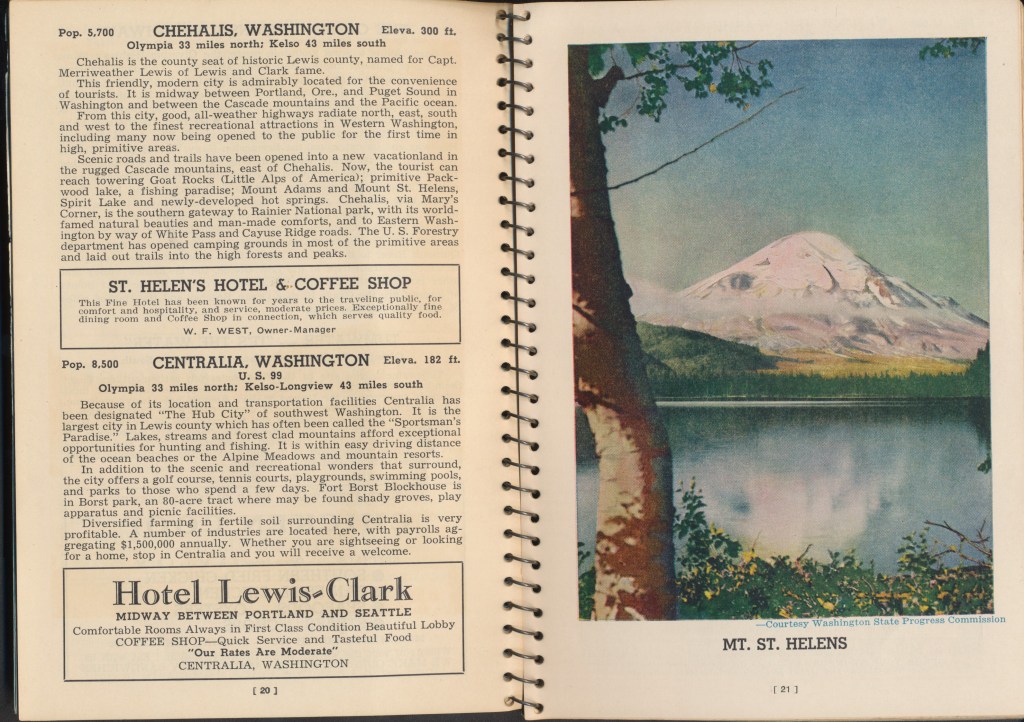 Pop. 5,700 CHEHALIS, WASHINGTON Eleva. 300 ft.
Olympia 33 miles north; Kelso 43 miles south
Chehalis is the county seat of historic Lewis county, named for Capt.
Merriweather Lewis of Lewis and Clark fame.
This friendly, modern city is admirably located for the convenience
of tourists. It is midway between Portland, Ore., and Puget Sound in
Washington and between the Cascade mountains and the Pacific ocean.
From this city, good, all-weather highways radiate north, east, south
and west to the finest recreational attractions in Western Washington,
including many now being opened to the public for the first time in
high, primitive areas.
Scenic roads and trails have been opened into a new vacationland in
the rugged Cascade mountains, east of Chehalis. Now, the tourist can
reach towering Goat Rocks (Little Alps of America); primitive Pack-
wood lake, a fishing paradise; Mount Adams and Mount St. Helens,
Spirit Lake and newly-developed hot springs. Chehalis, via Mary's
Corner, is the southern gateway to Rainier National park, with its world-
famed natural beauties and man-made comforts, and to Eastern Wash-
ington by way of White Pass and Cayuse Ridge roads. The U. S. Forestry
department has opened camping grounds in most of the primitive areas
and laid out trails into the high forests and peaks.
ST. HELEN'S HOTEL & COFFEE SHOP
This Fine Hotel has been known for years to the traveling public, for
comfort and hospitality, and service, moderate prices. Exceptionally fine
dining room and Coffee Shop in connection, which serves quality food.
W. F. WEST, Owner-Manager
Pop. 8,500 CENTRALIA, WASHINGTON Eleva. 182 ft.
U. S. 99
Olympia 33 miles north; Kelso-Longview 43 miles south
Because of its location and transportation facilities Centralia has
been designated "The Hub City" of southwest Washington. It is the
largest city in Lewis county which has often been called the "Sportsman's
Paradise." Lakes, streams and forest clad mountains afford exceptional
opportunities for hunting and fishing. It is within easy driving distance
of the ocean beaches or the Alpine Meadows and mountain resorts.
In addition to the scenic and recreational wonders that surround,
the city offers a golf course, tennis courts, playgrounds, swimming pools,
and parks to those who spend a few days. Fort Borst Blockhouse is
in Borst park, an 80-acre tract where may be found shady groves, play
apparatus and picnic facilities.
Diversified farming in fertile soil surrounding Centralia is very
profitable. A number of industries are located here, with payrolls ag-
gregating $1,500,000 annually. Whether you are sightseeing or looking
for a home, stop in Centralia and you will receive a welcome.
Hotel Lewis-Clark
MIDWAY BETWEEN PORTLAND AND SEATTLE
Comfortable Rooms Always in First Class Condition Beautiful Lobby
COFFEE SHOP—Quick Service and Tasteful Food
"Our Rates Are Moderate"
CENTRALIA, WASHINGTON
[ 20 ]
—Courtesy Washington State Progress Commission
MT. ST. HELENS
[ 21 ]